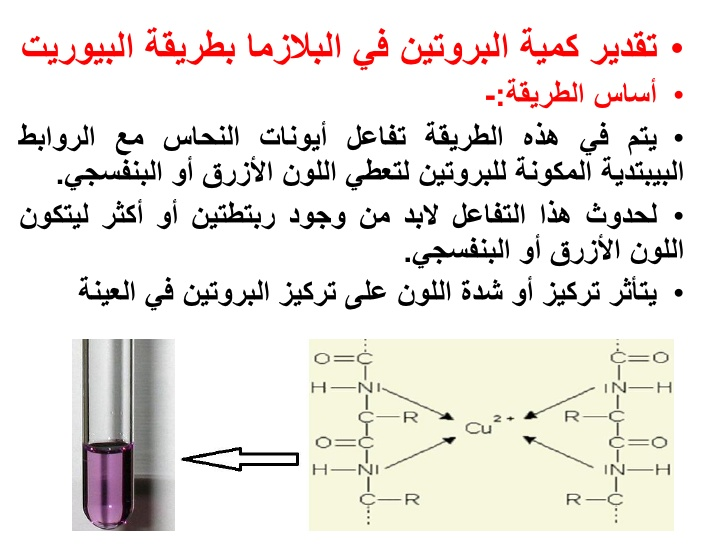 • تقدير كمية البروتين في البلازما بطريقة البيوريت
• أساس الطريقة:-
• يتم في هذه الطريقة تفاعل أيونات النحاس مع الروابط
البيبتدية المكونة للبروتين لتعطي اللون الأزرق أو البنفسجي.
• لحدوث هذا التفاعل لابد من وجود ربتطتين أو أكثر ليتكون
اللون الأزرق أو البنفسجي.
• يتأثر تركيز أو شدة اللون على تركيز البروتين في العينة
O=C C=O
H—N N—H
C—R R—C
Cu2+
O=C C=O
H—N N—H
C—R R—C